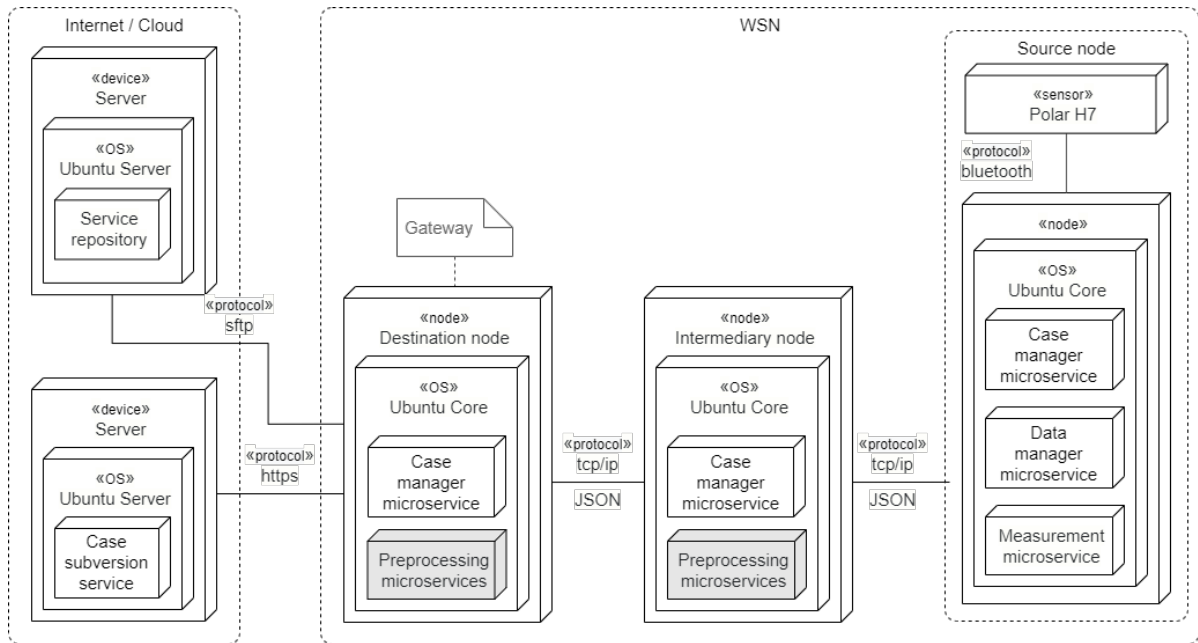 Internet / Cloud
«device»
Server
«OS»
Ubuntu Server
Service
repository
«protocol»
sftp
«device»
Server
«OS»
Ubuntu Server
Case
subversion
service
«protocol»
https
WSN
Gateway
«node»
Destination node
«OS»
Ubuntu Core
Case
manager
microservice
Preprocessing
microservices
«protocol»
tcp/ip
JSON
«node»
Intermediary node
«OS»
Ubuntu Core
Case
manager
microservice
Preprocessing
microservices
«protocol»
tcp/ip
JSON
Source node
«sensor»
Polar H7
«protocol»
bluetooth
«node»
«OS»
Ubuntu Core
Case
manager
microservice
Data
manager
microservice
Measurement
microservice